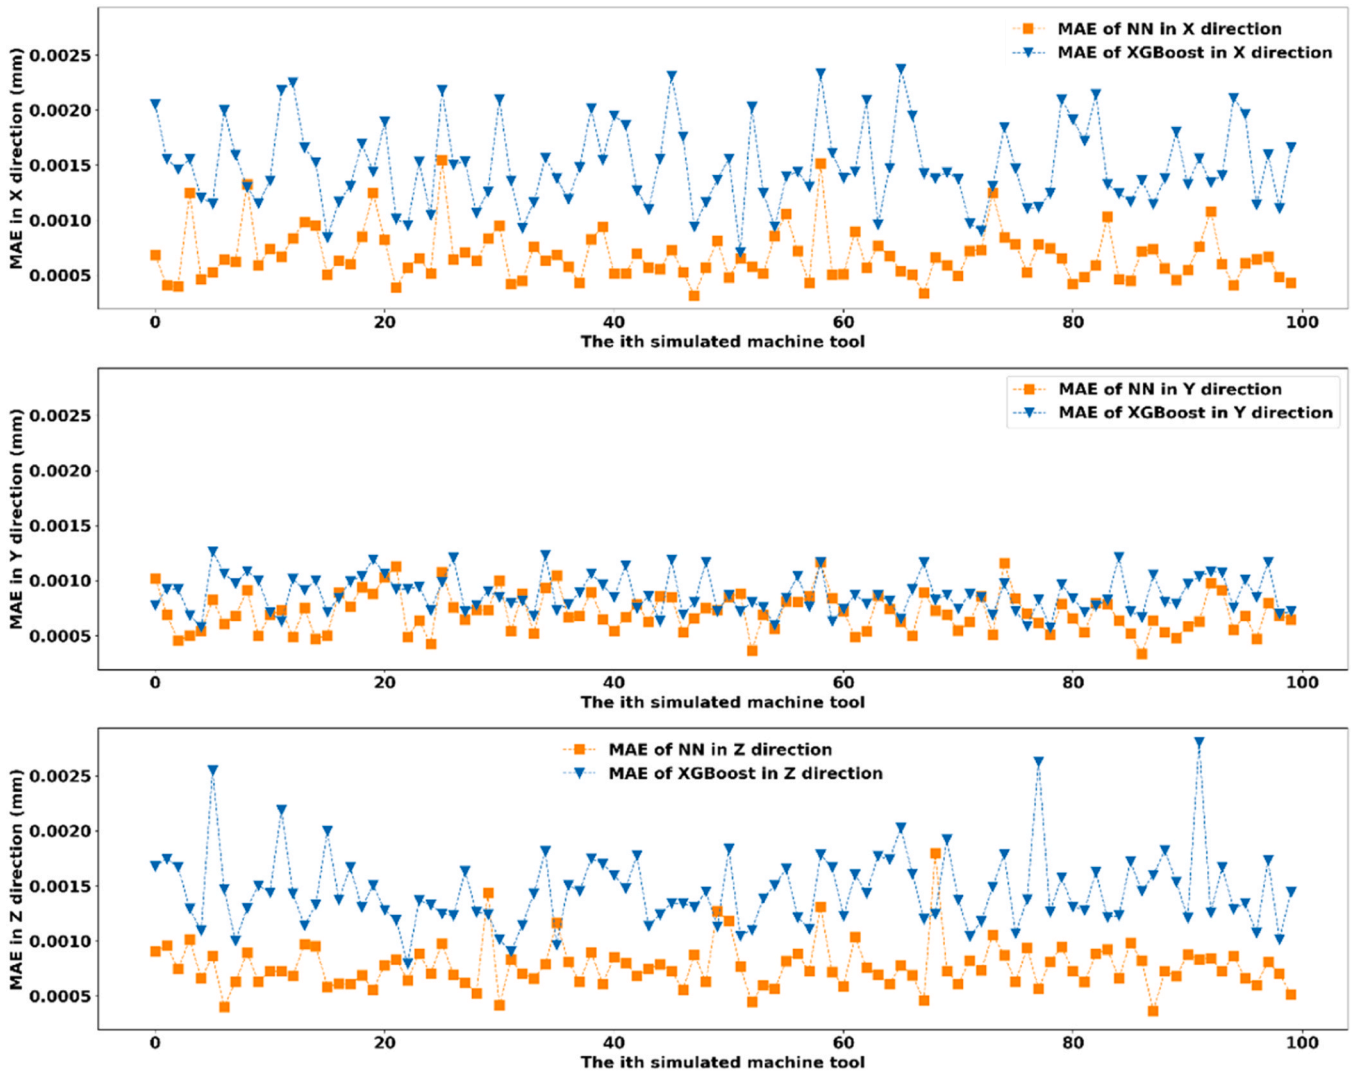 MAE of NN in X direction
MAE of XGBoost in X direction
MAE in X direction (mm)
0.0025
0.0020
0.0015
0.0010
0.0005
0 20 40 60 80 100
The ith simulated machine tool
MAE of NN in Y direction
MAE of XGBoost in Y direction
MAE in Y direction (mm)
0.0025
0.0020
0.0015
0.0010
0.0005
0 20 40 60 80 100
The ith simulated machine tool
MAE of NN in Z direction
MAE of XGBoost in Z direction
MAE in Z direction (mm)
0.0025
0.0020
0.0015
0.0010
0.0005
0 20 40 60 80 100
The ith simulated machine tool